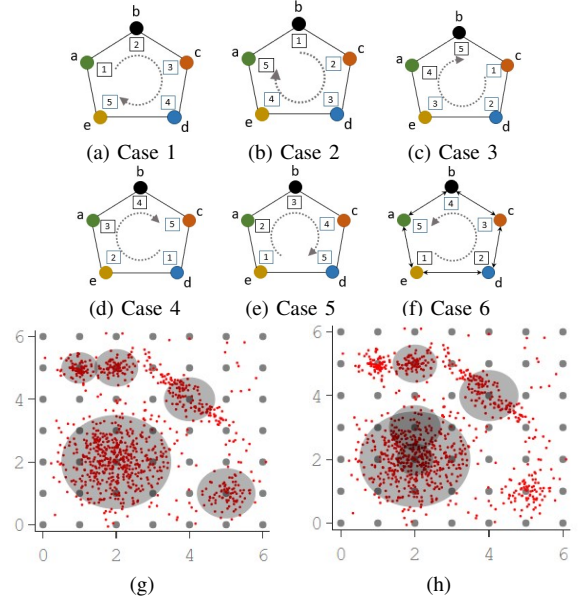 b b b
a 1 2 3 4 5 c e d
a 5 1 2 3 4 c e d
a 4 5 1 2 3 c e d
(a) Case 1 (b) Case 2 (c) Case 3
b b b
a 3 4 5 2 1 c e d
a 2 3 4 1 5 c e d
a 5 4 3 1 2 c e d
(d) Case 4 (e) Case 5 (f) Case 6
6 6
4 4
2 2
0 0
0 2 4 6 0 2 4 6
(g) (h)